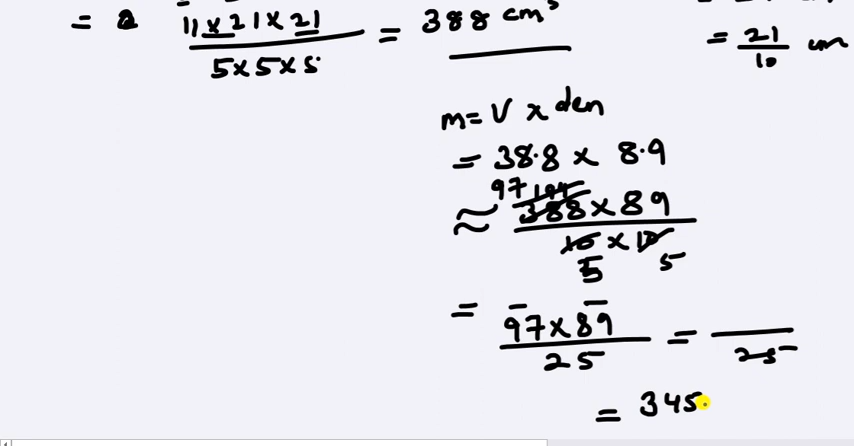 = 11 x 21 x 21 / 5 x 5 x 5 = 388 cm³
= 21/10 cm
m = V x den
= 38.8 x 8.9
97 194
≈ 388 x 89 / 10 x 10
5 5
= 97 x 89 / 25 = / 25
= 345.